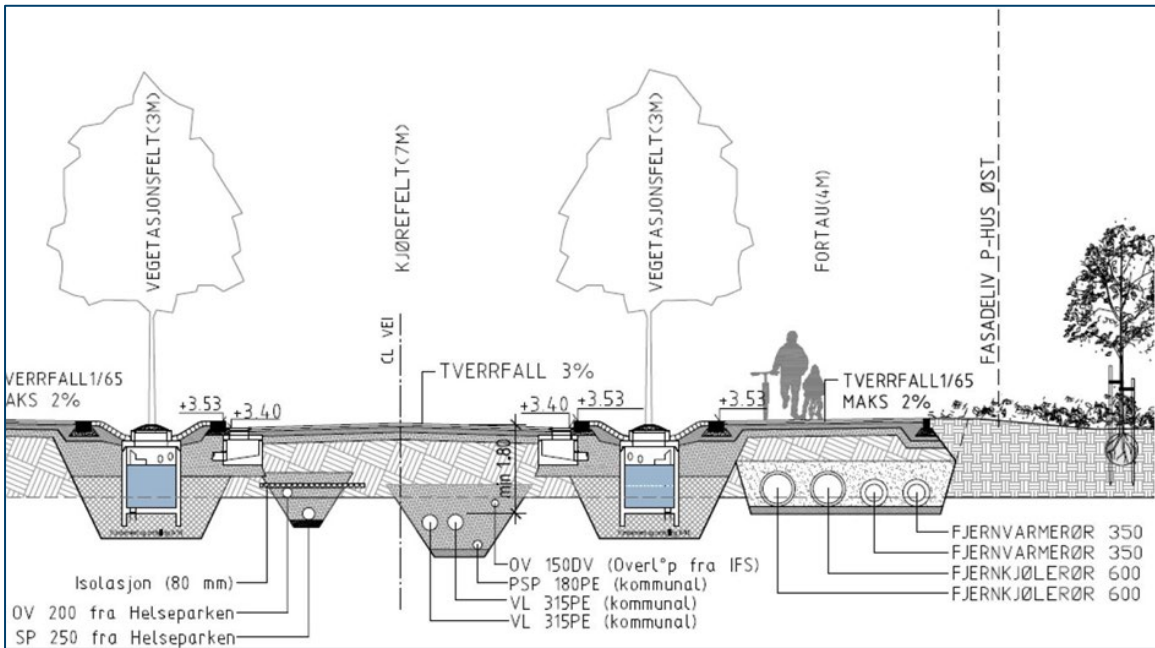 VEGETASJONSFELT(3M)
KJØREFELT(7M)
VEGETASJONSFELT(3M)
FORTAU(4M)
FASADELIV P-HUS ØST
CL VEI
VERRFALL1/65
MAKS 2%
+3.53
+3.40
TVERRFALL 3%
+3.40
+3.53
+3.53
TVERRFALL1/65
MAKS 2%
min 1.80
Isolasjon (80 mm)
OV 200 fra Helseparken
SP 250 fra Helseparken
OV 150DV (Overl°p fra IFS)
PSP 180PE (kommunal)
VL 315PE (kommunal)
VL 315PE (kommunal)
FJERNVARMERØR 350
FJERNVARMERØR 350
FJERNKJØLERØR 600
FJERNKJØLERØR 600